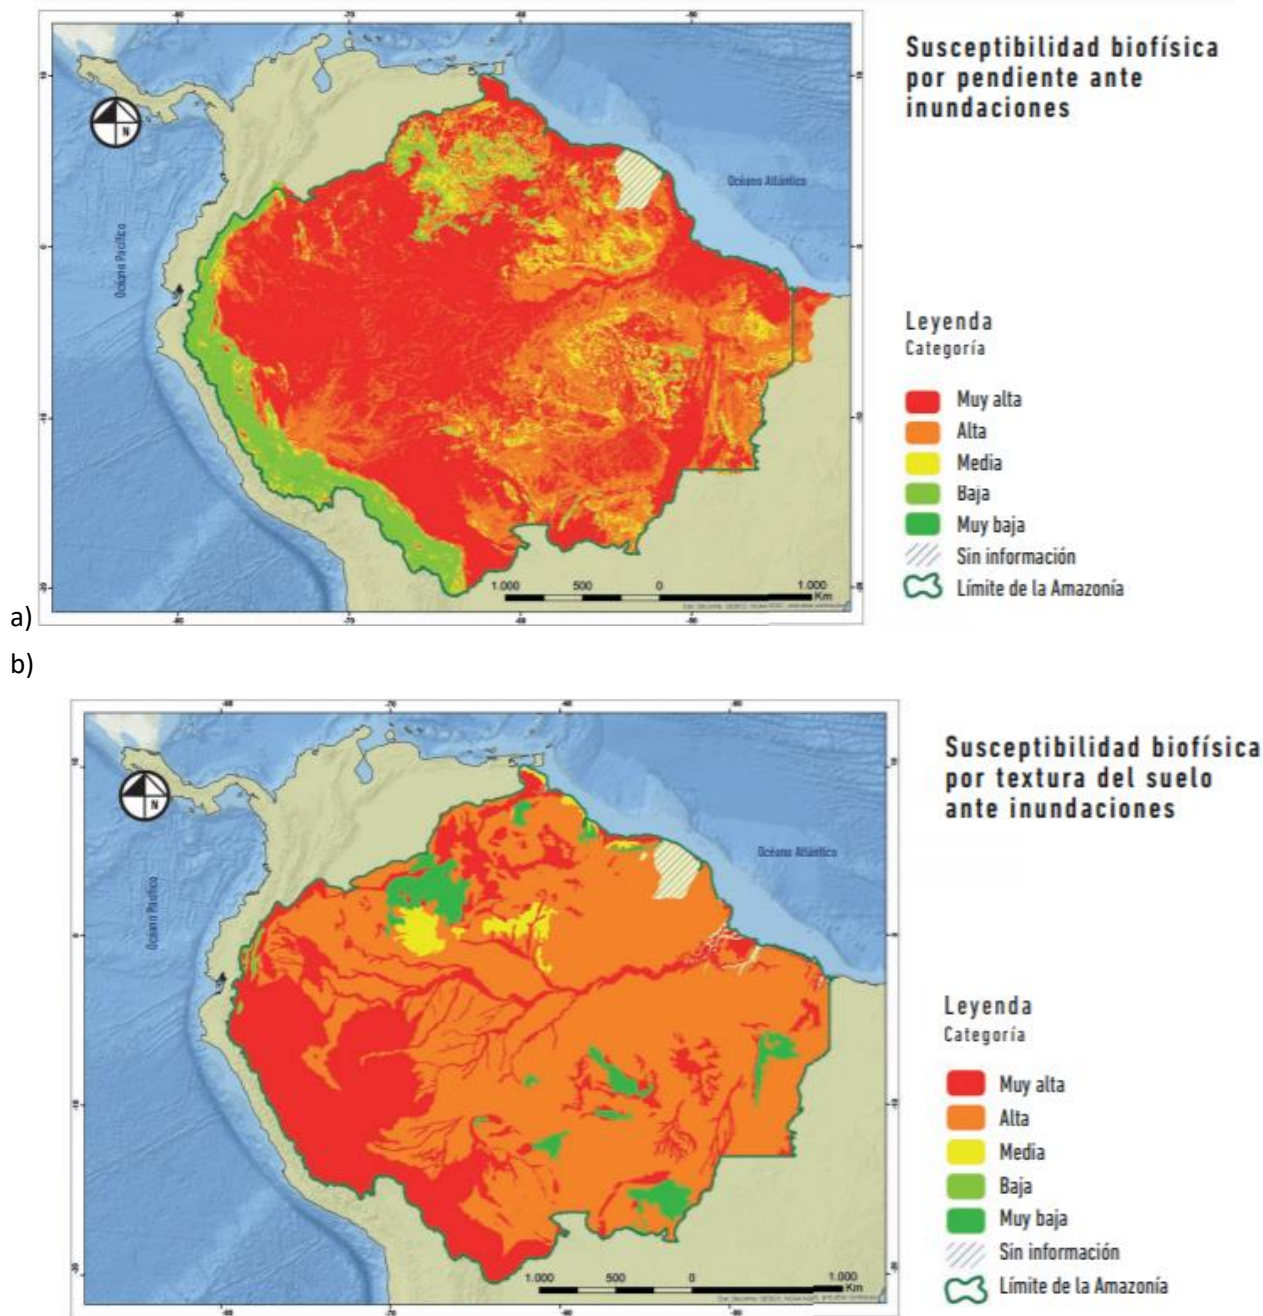 Susceptibilidad biofísica
por pendiente ante
inundaciones
N
Océano Atlántico
Océano Pacífico
Leyenda
Categoría
Muy alta
Alta
Media
Baja
Muy baja
Sin información
Límite de la Amazonía
1.000 500 0 1.000
Km
a)
b)
Susceptibilidad biofísica
por textura del suelo
ante inundaciones
N
Océano Atlántico
Océano Pacífico
Leyenda
Categoría
Muy alta
Alta
Media
Baja
Muy baja
Sin información
Límite de la Amazonía
1.000 500 0 1.000
Km